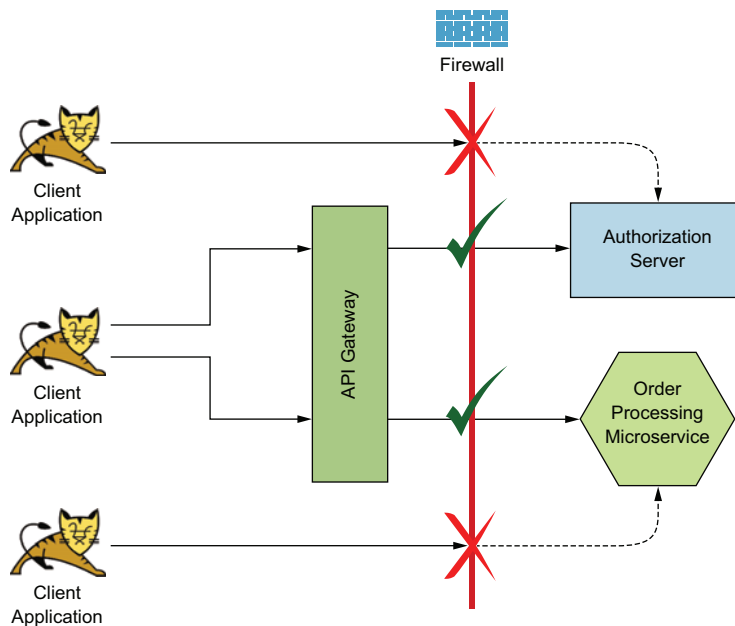 Firewall
Client
Application
Authorization
Server
API Gateway
Client
Application
Order
Processing
Microservice
Client
Application